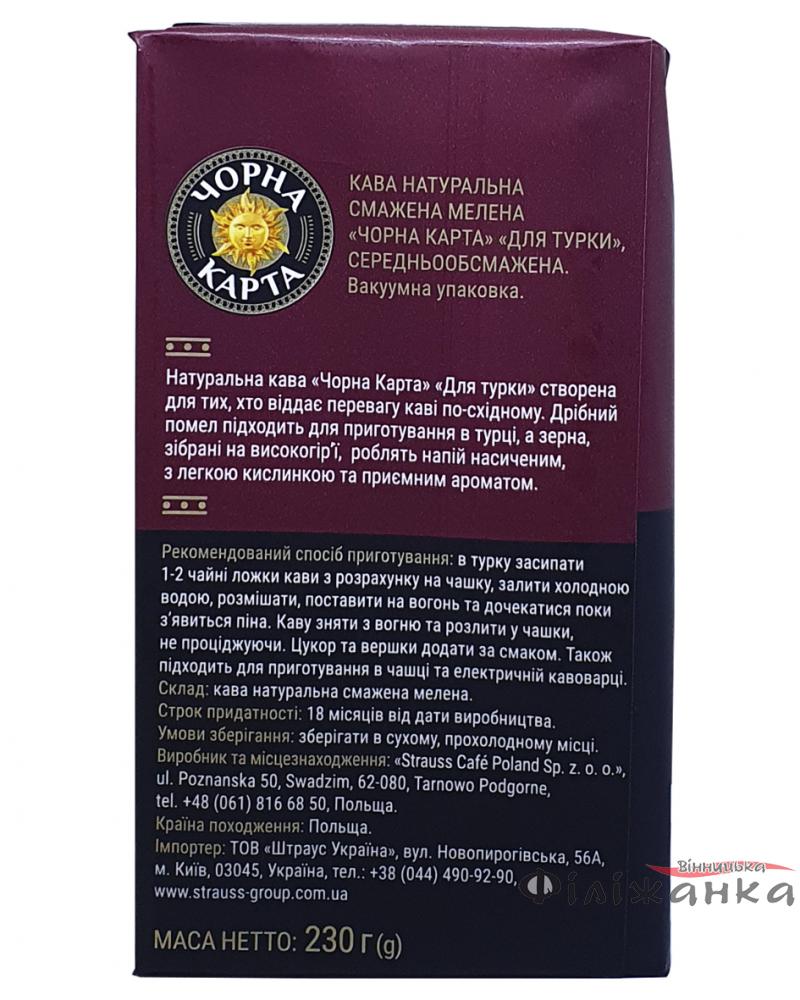 ЧОРНА
КАРТА
КАВА НАТУРАЛЬНА
СМАЖЕНА МЕЛЕНА
«ЧОРНА КАРТА» «ДЛЯ ТУРКИ»,
СЕРЕДНЬООБСМАЖЕНА.
Вакуумна упаковка.
Натуральна кава «Чорна Карта» «Для турки» створена
для тих, хто віддає перевагу каві по-східному. Дрібний
помел підходить для приготування в турці, а зерна,
зібрані на високогір’ї, роблять напій насиченим,
з легкою кислинкою та приємним ароматом.
Рекомендований спосіб приготування: в турку засипати
1-2 чайні ложки кави з розрахунку на чашку, залити холодною
водою, розмішати, поставити на вогонь та дочекатися поки
з’явиться піна. Каву зняти з вогню та розлити у чашки,
не проціджуючи. Цукор та вершки додати за смаком. Також
підходить для приготування в чашці та електричній кавоварці.
Склад: кава натуральна смажена мелена.
Строк придатності: 18 місяців від дати виробництва.
Умови зберігання: зберігати в сухому, прохолодному місці.
Виробник та місцезнаходження: «Strauss Café Poland Sp. z. o. o.»,
ul. Poznanska 50, Swadzim, 62-080, Tarnowo Podgorne,
tel. +48 (061) 816 68 50, Польща.
Країна походження: Польща.
Імпортер: ТОВ «Штраус Україна», вул. Новопирогівська, 56А,
м. Київ, 03045, Україна, тел.: +38 (044) 490-92-90,
www.strauss-group.com.ua
Вінницька
Філіжанка
МАСА НЕТТО: 230 г (g)